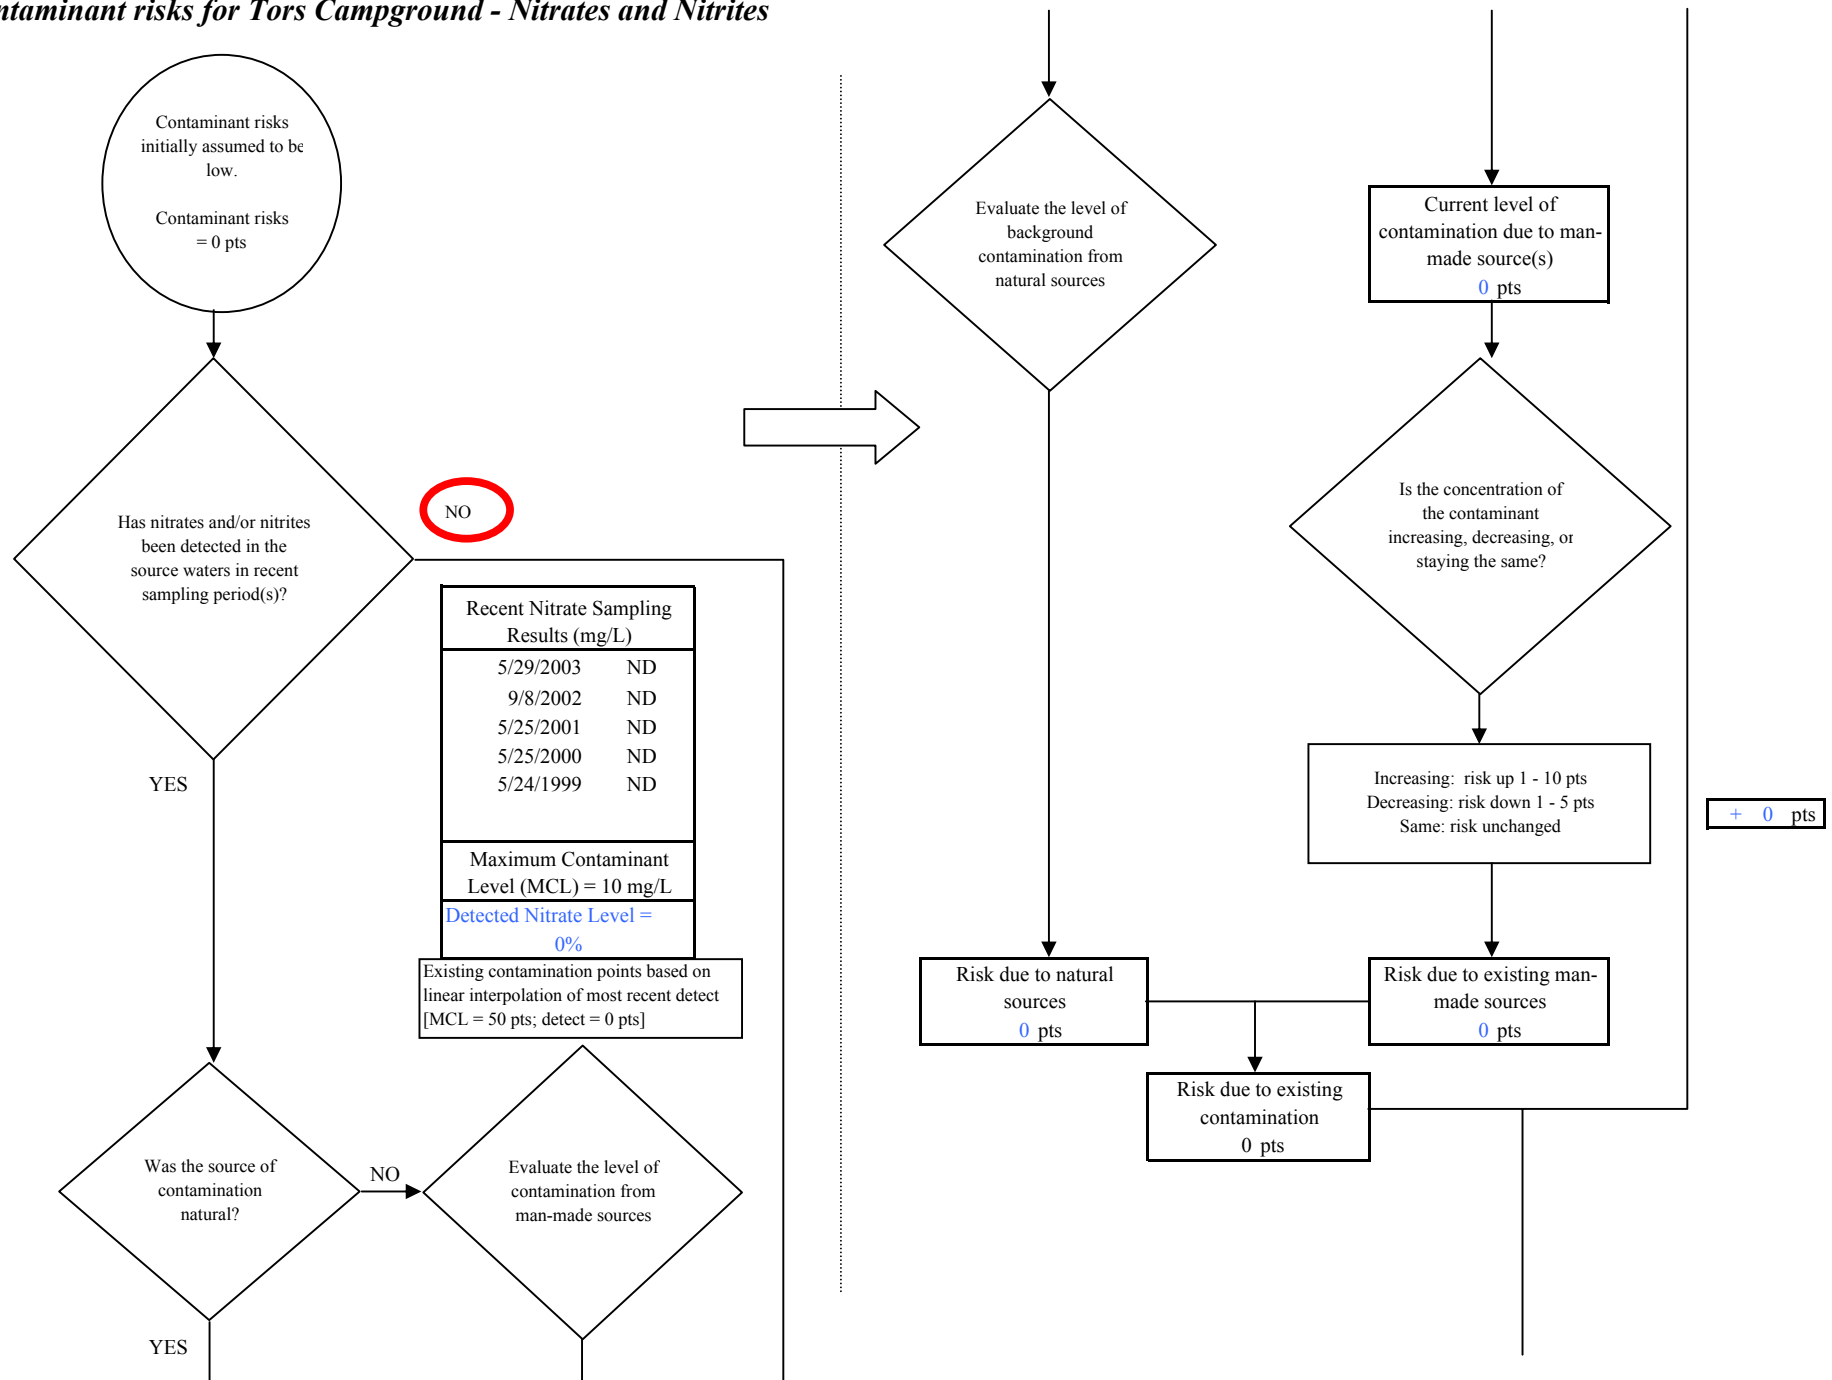 ntaminant risks for Tors Campground - Nitrates and Nitrites
Contaminant risks
initially assumed to be
low.
Contaminant risks
= 0 pts
Has nitrates and/or nitrites
been detected in the
source waters in recent
sampling period(s)?
NO
YES
Recent Nitrate Sampling
Results (mg/L)
5/29/2003 ND
9/8/2002 ND
5/25/2001 ND
5/25/2000 ND
5/24/1999 ND
Maximum Contaminant
Level (MCL) = 10 mg/L
Detected Nitrate Level =
0%
Existing contamination points based on
linear interpolation of most recent detect
[MCL = 50 pts; detect = 0 pts]
Was the source of
contamination
natural?
NO
YES
Evaluate the level of
contamination from
man-made sources
Evaluate the level of
background
contamination from
natural sources
Current level of
contamination due to man-
made source(s)
0 pts
Is the concentration of
the contaminant
increasing, decreasing, or
staying the same?
Increasing: risk up 1 - 10 pts
Decreasing: risk down 1 - 5 pts
Same: risk unchanged
+ 0 pts
Risk due to natural
sources
0 pts
Risk due to existing man-
made sources
0 pts
Risk due to existing
contamination
0 pts